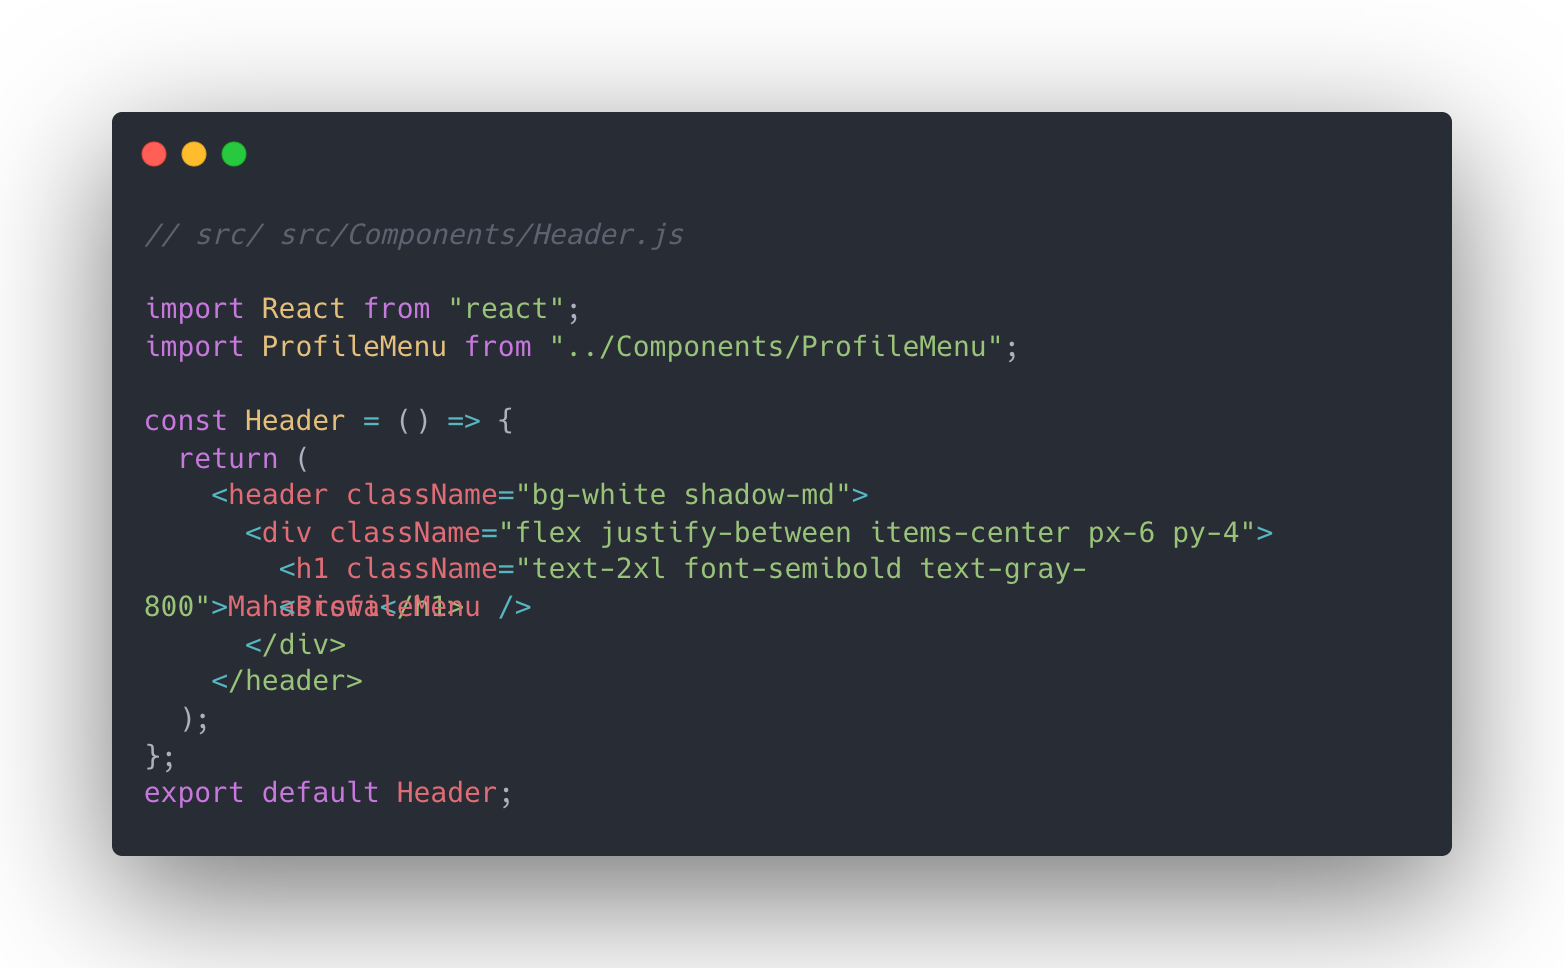 // src/ src/Components/Header.js
import React from "react";
import ProfileMenu from "../Components/ProfileMenu";
const Header = () => {
return (
<header className="bg-white shadow-md">
<div className="flex justify-between items-center px-6 py-4">
<h1 className="text-2xl font-semibold text-gray-
800">Mahasiswa</h1>
<ProfileMenu />
</div>
</header>
);
};
export default Header;